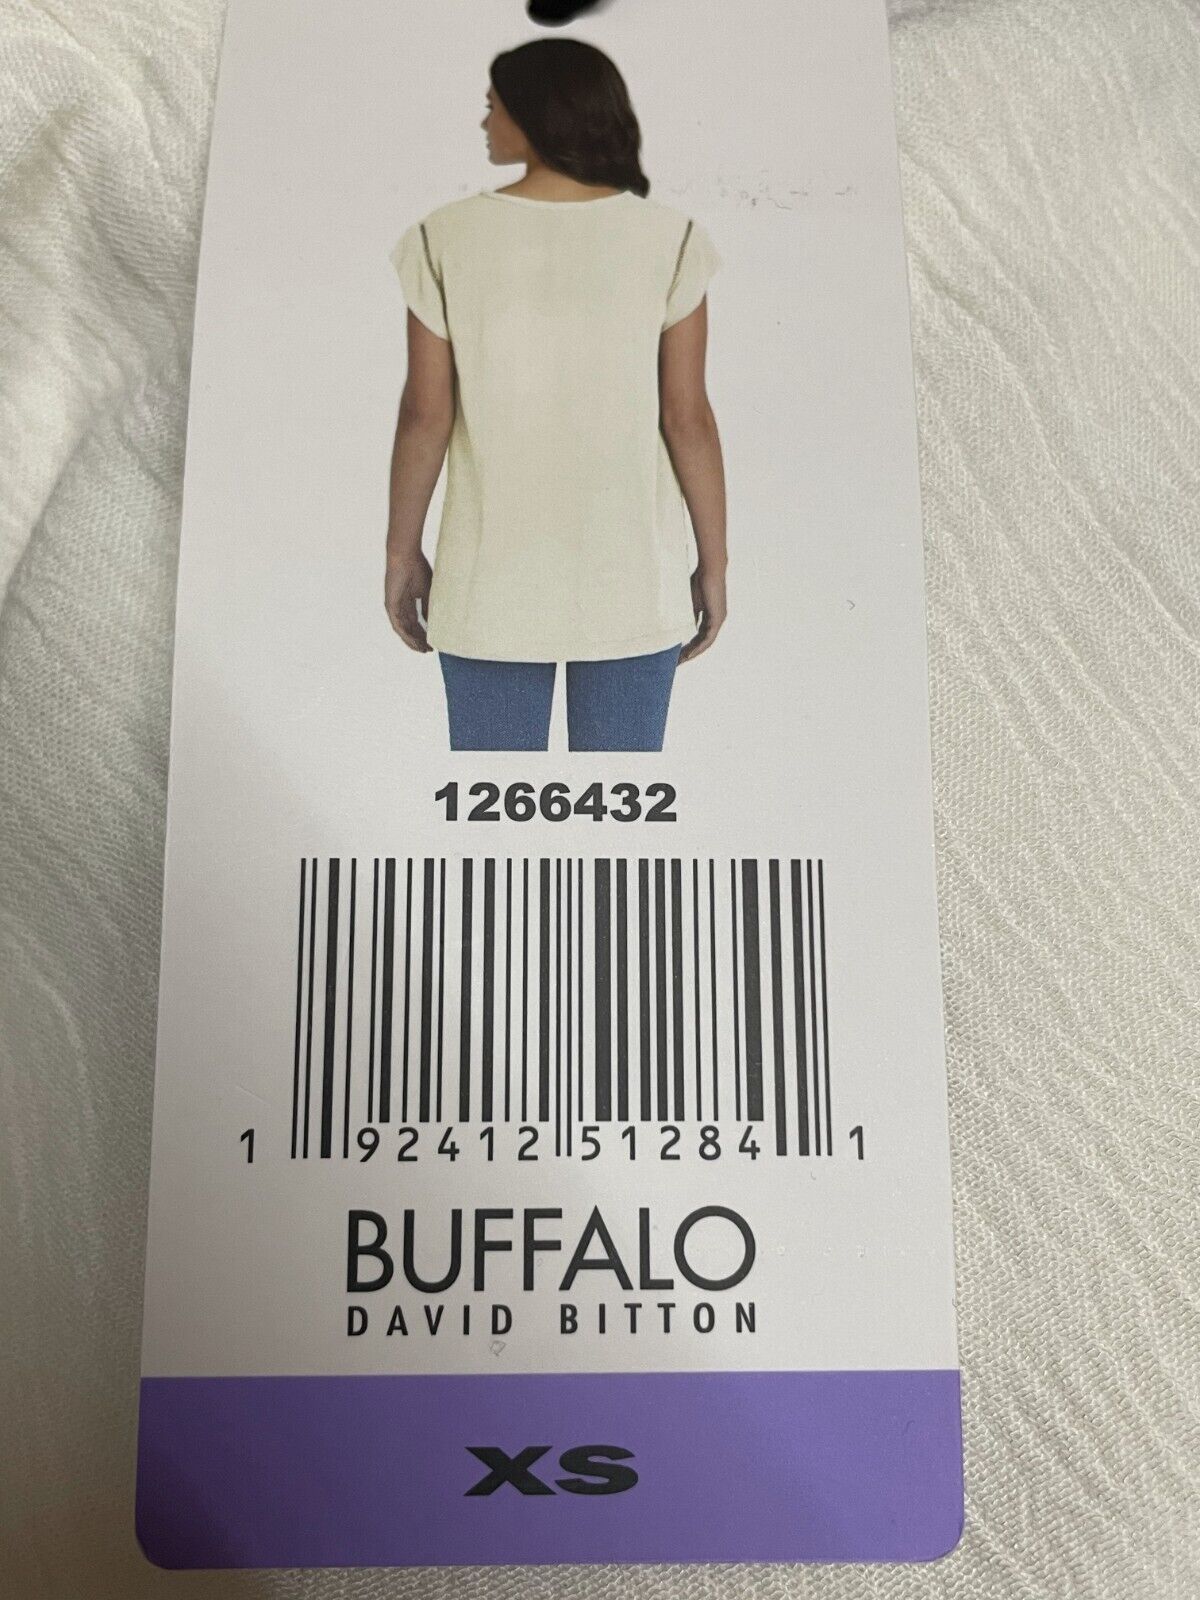 1266432
1 92412 51284 1
BUFFALO
DAVID BITTON
XS